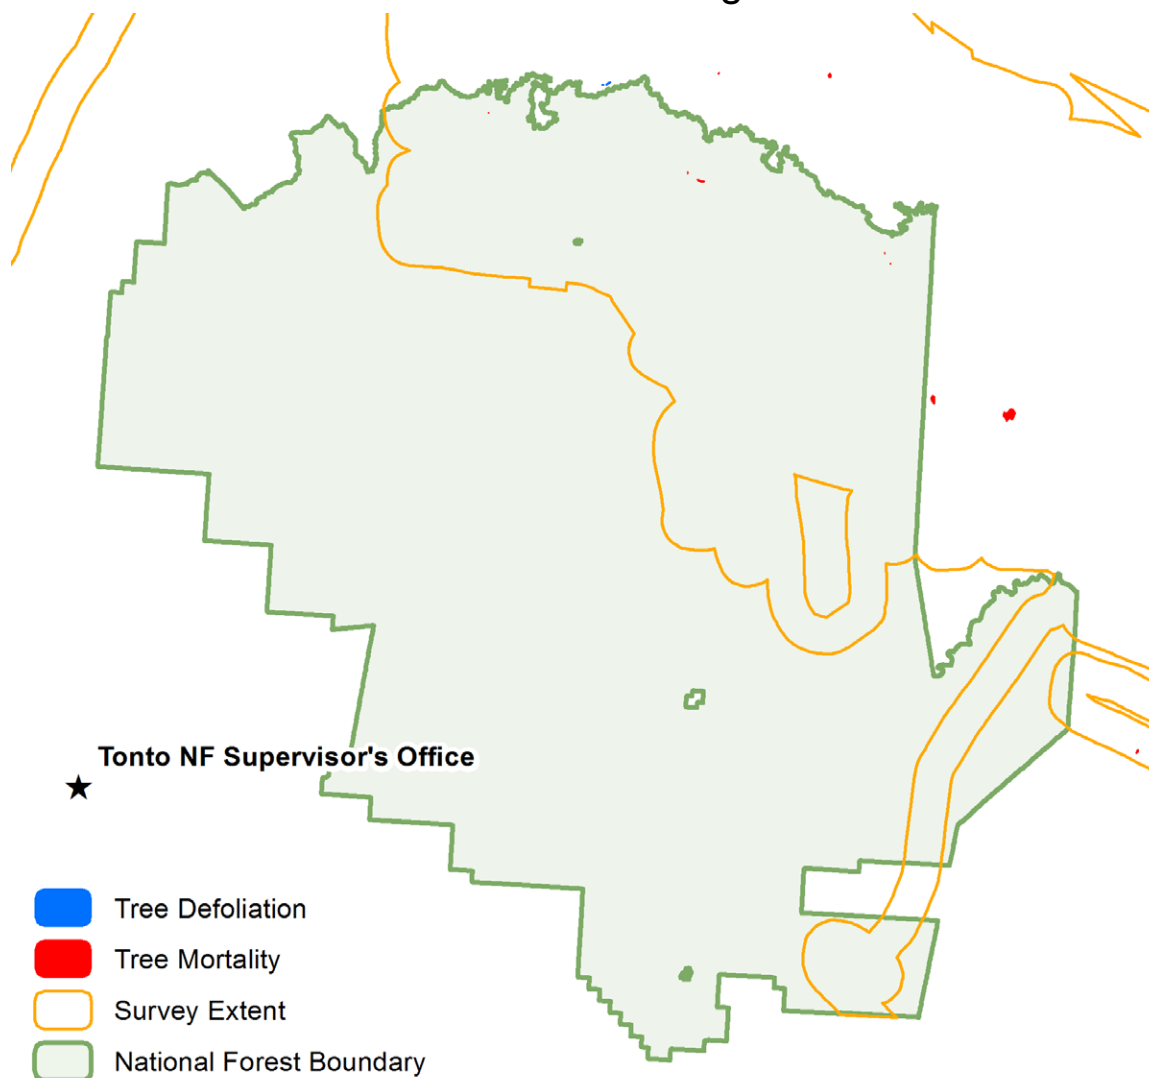 Tonto NF Supervisor's Office
Tree Defoliation
Tree Mortality
Survey Extent
National Forest Boundary